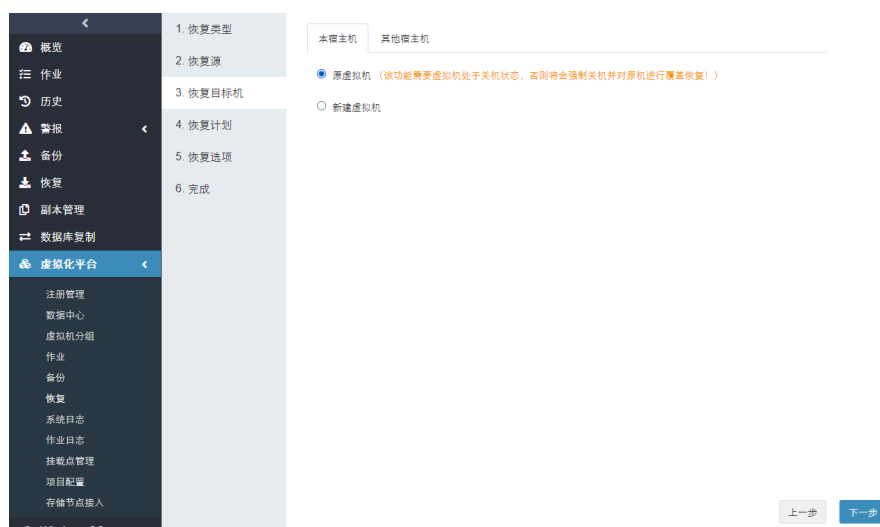 概览
作业
历史
警报
备份
恢复
副本管理
数据库复制
虚拟化平台
注册管理
数据中心
虚拟机分组
作业
备份
恢复
系统日志
作业日志
挂载点管理
项目配置
存储节点接入
1. 恢复类型
2. 恢复源
3. 恢复目标机
4. 恢复计划
5. 恢复选项
6. 完成
本宿主机 其他宿主机
原虚拟机 (该功能需要虚拟机处于关机状态，否则将会强制关机并对原机进行覆盖恢复！)
新建虚拟机
上一步 下一步